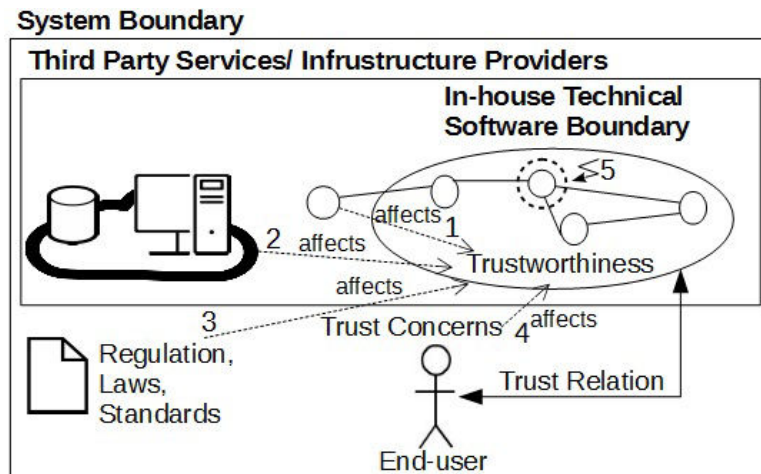 System Boundary
Third Party Services/ Infrustructure Providers
In-house Technical
Software Boundary
5
affects
1
2
affects
Trustworthiness
affects
3
Trust Concerns
4
affects
Regulation,
Laws,
Standards
Trust Relation
End-user